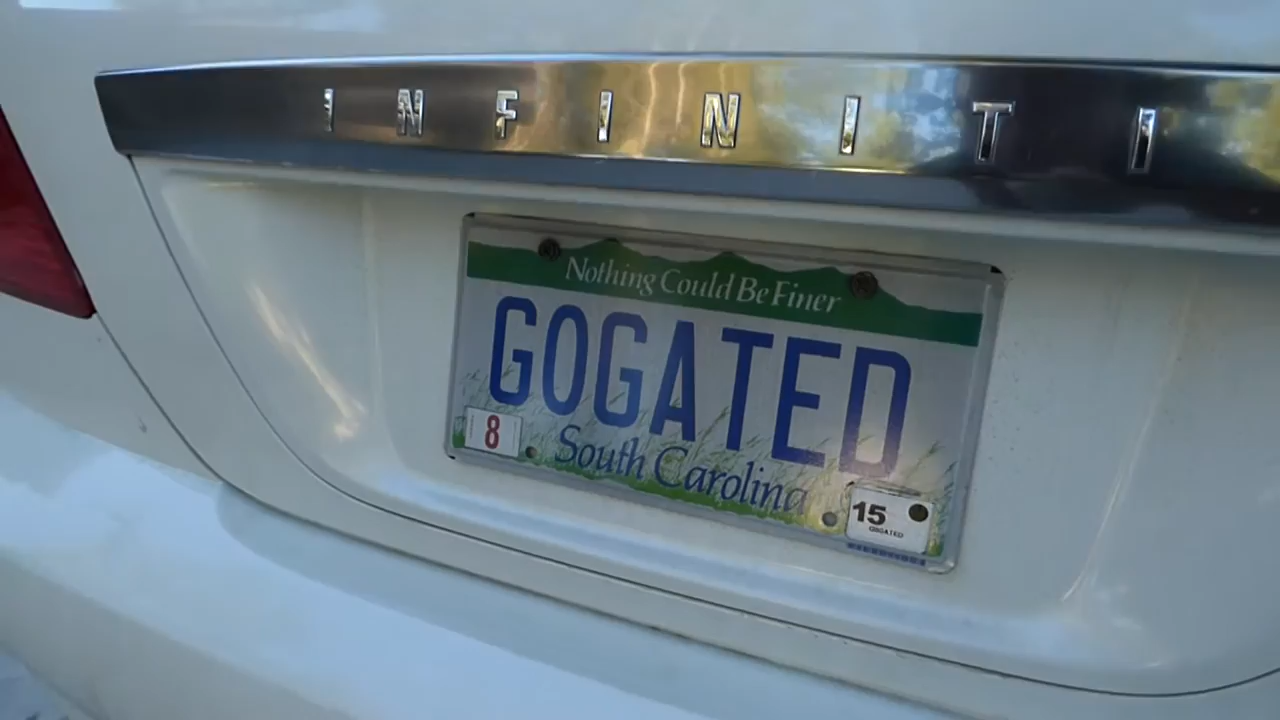 INFINITI
Nothing Could Be Finer
GOGATED
8
South Carolina
15
GOGATED